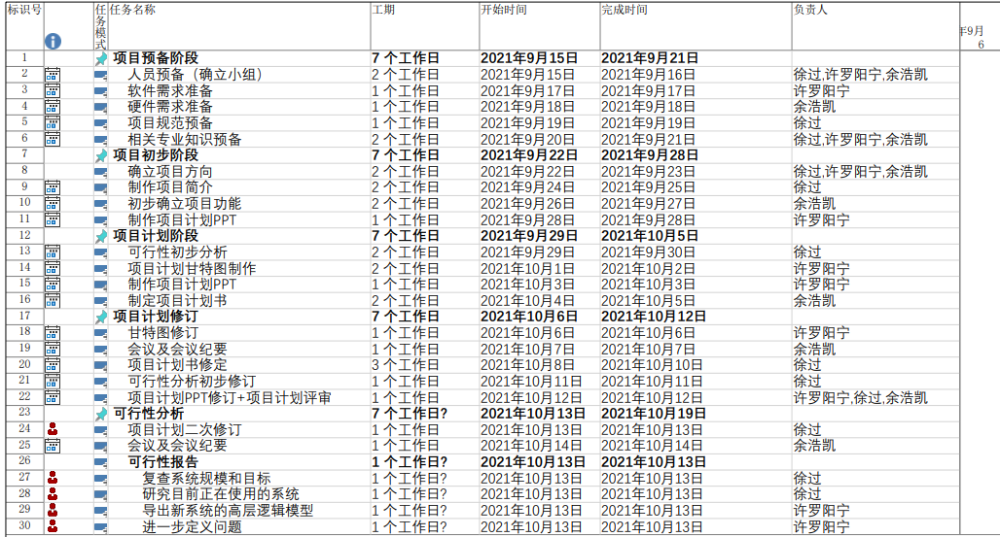 标识号 任务模式 任务名称 工期 开始时间 完成时间 负责人 年9月
6
1 项目预备阶段 7 个工作日 2021年9月15日 2021年9月21日
2 人员预备（确立小组） 2 个工作日 2021年9月15日 2021年9月16日 徐过,许罗阳宁,余浩凯
3 软件需求准备 1 个工作日 2021年9月17日 2021年9月17日 许罗阳宁
4 硬件需求准备 1 个工作日 2021年9月18日 2021年9月18日 余浩凯
5 项目规范预备 1 个工作日 2021年9月19日 2021年9月19日 徐过
6 相关专业知识预备 2 个工作日 2021年9月20日 2021年9月21日 徐过,许罗阳宁,余浩凯
7 项目初步阶段 7 个工作日 2021年9月22日 2021年9月28日
8 确立项目方向 2 个工作日 2021年9月22日 2021年9月23日 徐过,许罗阳宁,余浩凯
9 制作项目简介 2 个工作日 2021年9月24日 2021年9月25日 徐过
10 初步确立项目功能 2 个工作日 2021年9月26日 2021年9月27日 余浩凯
11 制作项目计划PPT 1 个工作日 2021年9月28日 2021年9月28日 许罗阳宁
12 项目计划阶段 7 个工作日 2021年9月29日 2021年10月5日
13 可行性初步分析 2 个工作日 2021年9月29日 2021年9月30日 徐过
14 项目计划甘特图制作 2 个工作日 2021年10月1日 2021年10月2日 许罗阳宁
15 制作项目计划PPT 1 个工作日 2021年10月3日 2021年10月3日 许罗阳宁
16 制定项目计划书 2 个工作日 2021年10月4日 2021年10月5日 余浩凯
17 项目计划修订 7 个工作日 2021年10月6日 2021年10月12日
18 甘特图修订 1 个工作日 2021年10月6日 2021年10月6日 许罗阳宁
19 会议及会议纪要 1 个工作日 2021年10月7日 2021年10月7日 余浩凯
20 项目计划书修定 3 个工作日 2021年10月8日 2021年10月10日 徐过
21 可行性分析初步修订 1 个工作日 2021年10月11日 2021年10月11日 徐过
22 项目计划PPT修订+项目计划评审 1 个工作日 2021年10月12日 2021年10月12日 许罗阳宁,徐过,余浩凯
23 可行性分析 7 个工作日? 2021年10月13日 2021年10月19日
24 项目计划二次修订 1 个工作日 2021年10月13日 2021年10月13日 徐过
25 会议及会议纪要 1 个工作日 2021年10月14日 2021年10月14日 余浩凯
26 可行性报告 1 个工作日? 2021年10月13日 2021年10月13日
27 复查系统规模和目标 1 个工作日? 2021年10月13日 2021年10月13日 徐过
28 研究目前正在使用的系统 1 个工作日? 2021年10月13日 2021年10月13日 徐过
29 导出新系统的高层逻辑模型 1 个工作日? 2021年10月13日 2021年10月13日 许罗阳宁
30 进一步定义问题 1 个工作日? 2021年10月13日 2021年10月13日 许罗阳宁